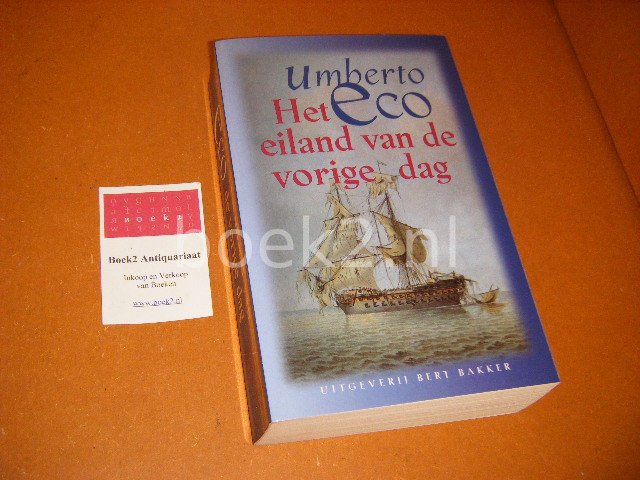 umberto
eco
Het
eiland van de
vorige dag
UITGEVERIJ BERT BAKKER
boek2.nl
boek2
Boek2 Antiquariaat
Inkoop en Verkoop
van Boeken
www.boek2.nl